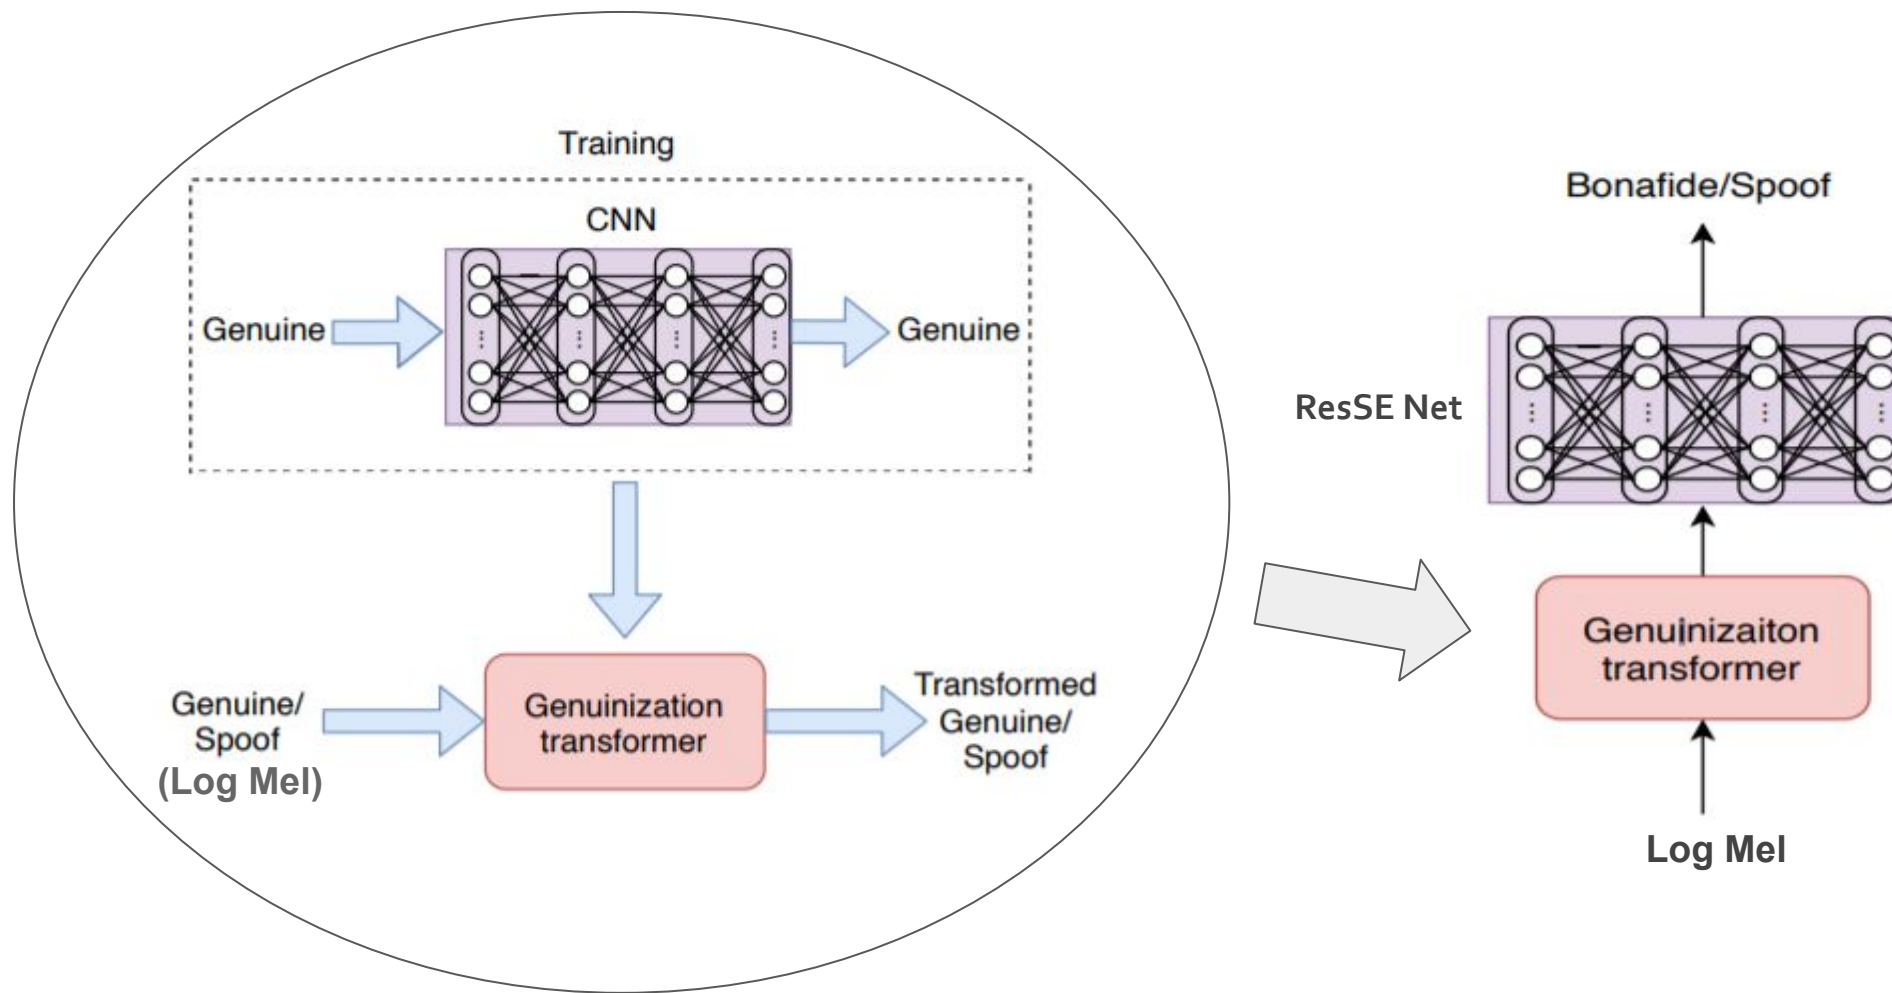 Training
CNN
Genuine
Genuine
Genuine/
Spoof
(Log Mel)
Genuinization
transformer
Transformed
Genuine/
Spoof
Bonafide/Spoof
ResSE Net
Genuinizaiton
transformer
Log Mel